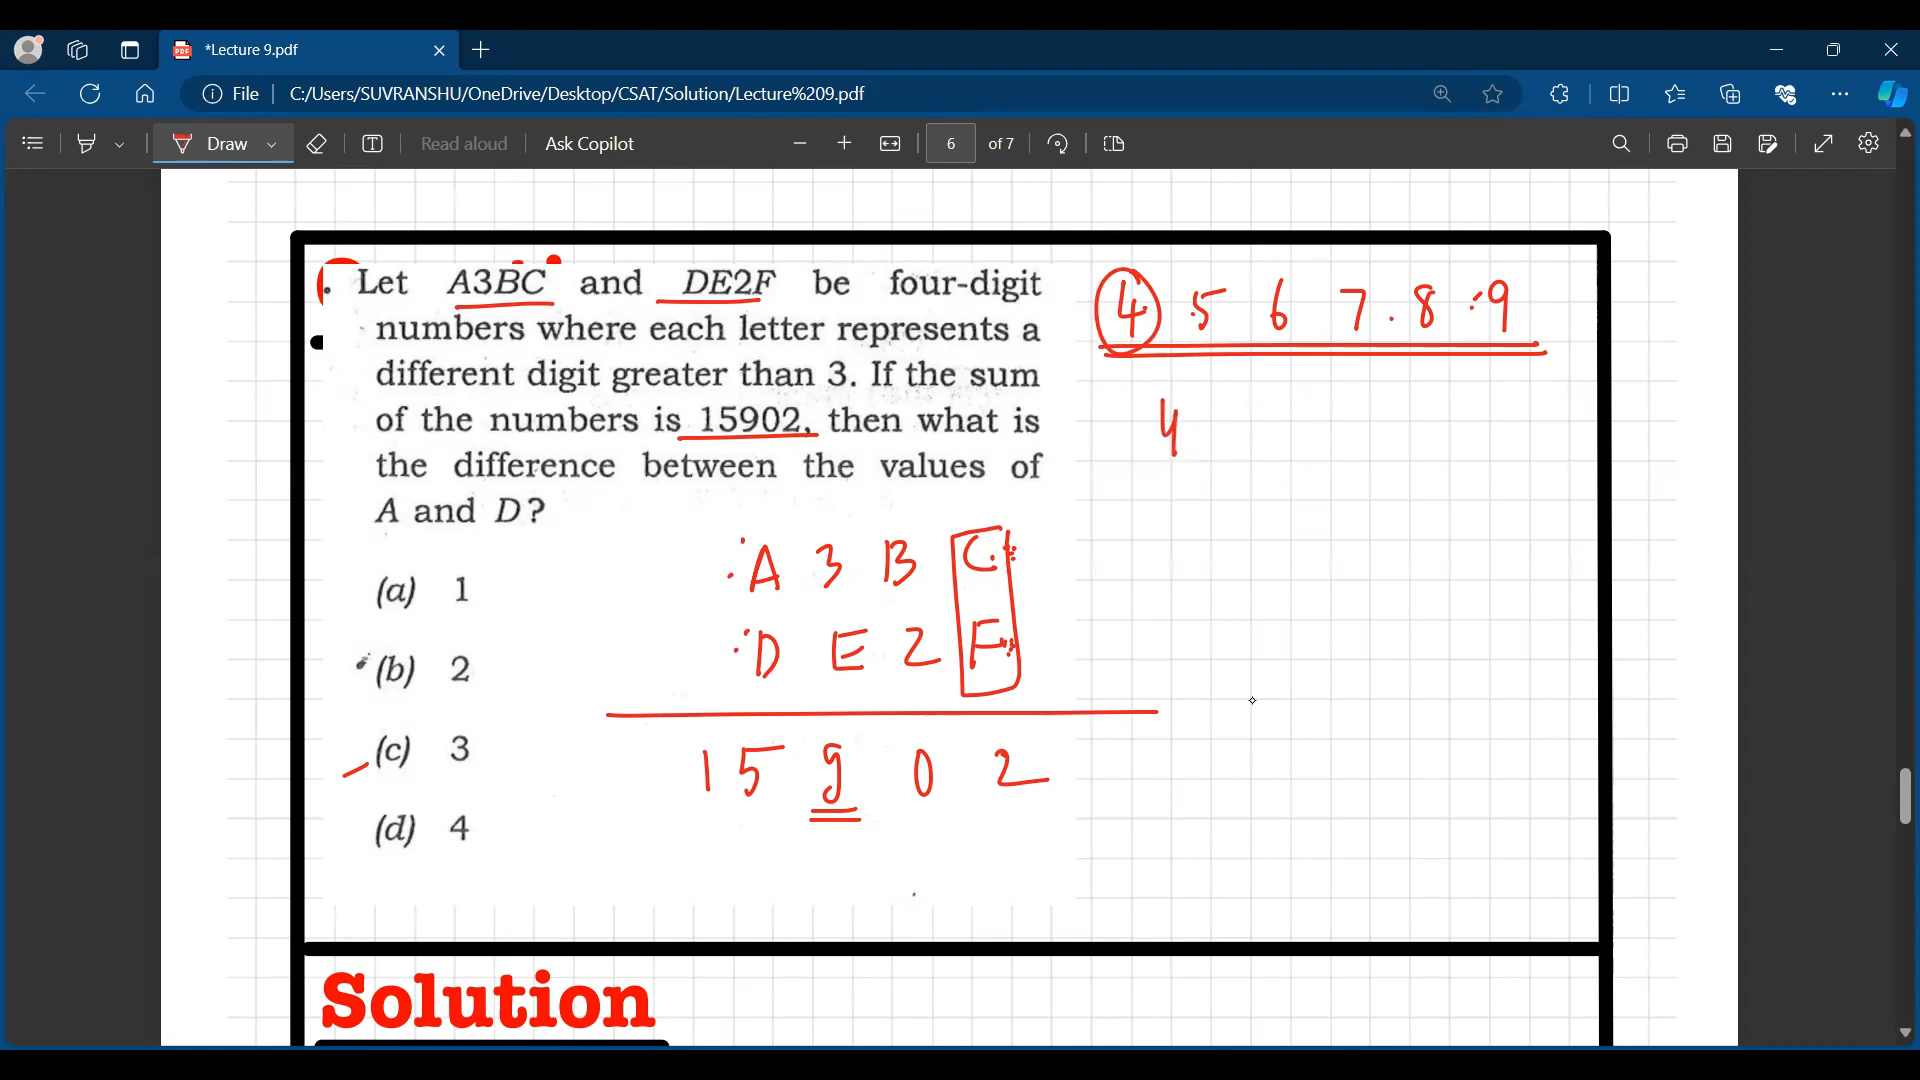 *Lecture 9.pdf
File
C:/Users/SUVRANSHU/OneDrive/Desktop/CSAT/Solution/Lecture%209.pdf
Draw
Read aloud
Ask Copilot
6 of 7
. Let A3BC and DE2F be four-digit
numbers where each letter represents a
different digit greater than 3. If the sum
of the numbers is 15902, then what is
the difference between the values of
A and D?
(a) 1
(b) 2
(c) 3
(d) 4
4 5 6 7 8 9
4
A 3 B C
D E 2 F
1 5 9 0 2
Solution